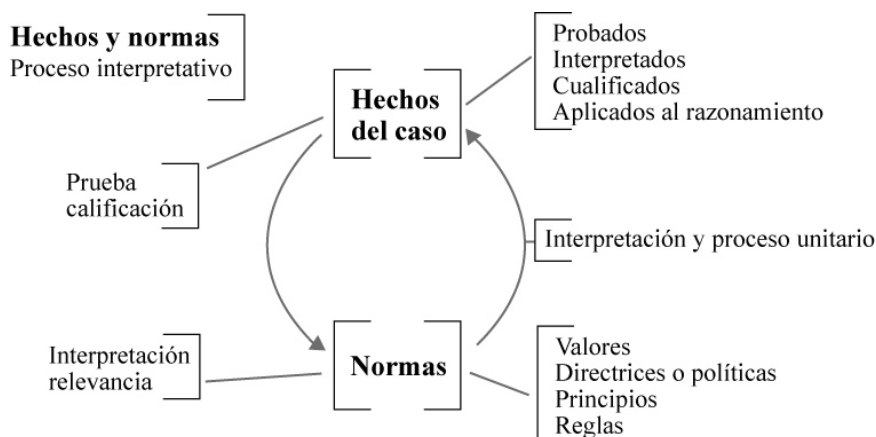 Hechos y normas
Proceso interpretativo
Hechos
del caso
Probados
Interpretados
Cualificados
Aplicados al razonamiento
Prueba
calificación
Interpretación y proceso unitario
Interpretación
relevancia
Normas
Valores
Directrices o políticas
Principios
Reglas